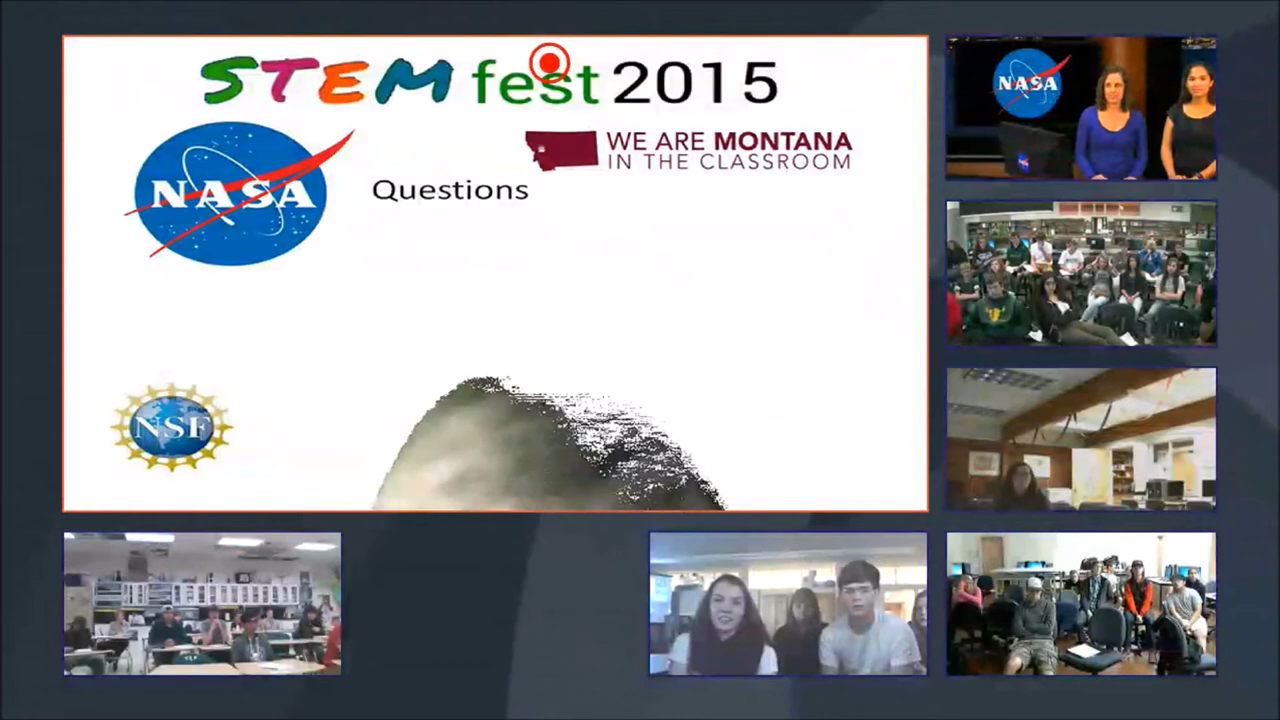 STEM fest 2015
NASA
WE ARE MONTANA
IN THE CLASSROOM
Questions
NSF
NASA